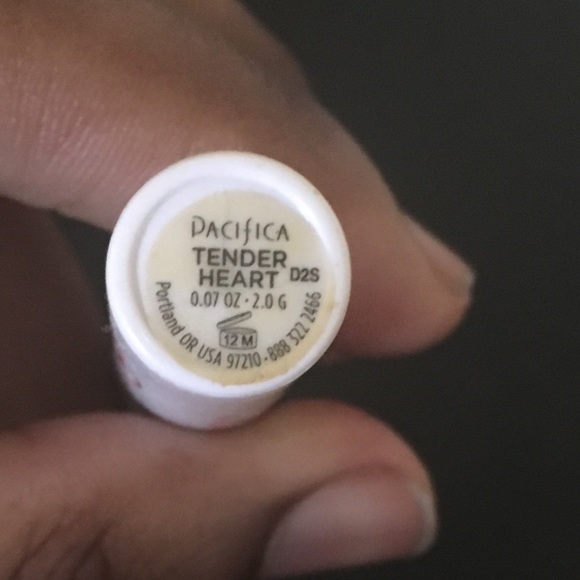 PACIFICA
TENDER
HEART D2S
0.07 OZ · 2.0 G
12 M
Portland OR USA 97210 · 888 322 2466